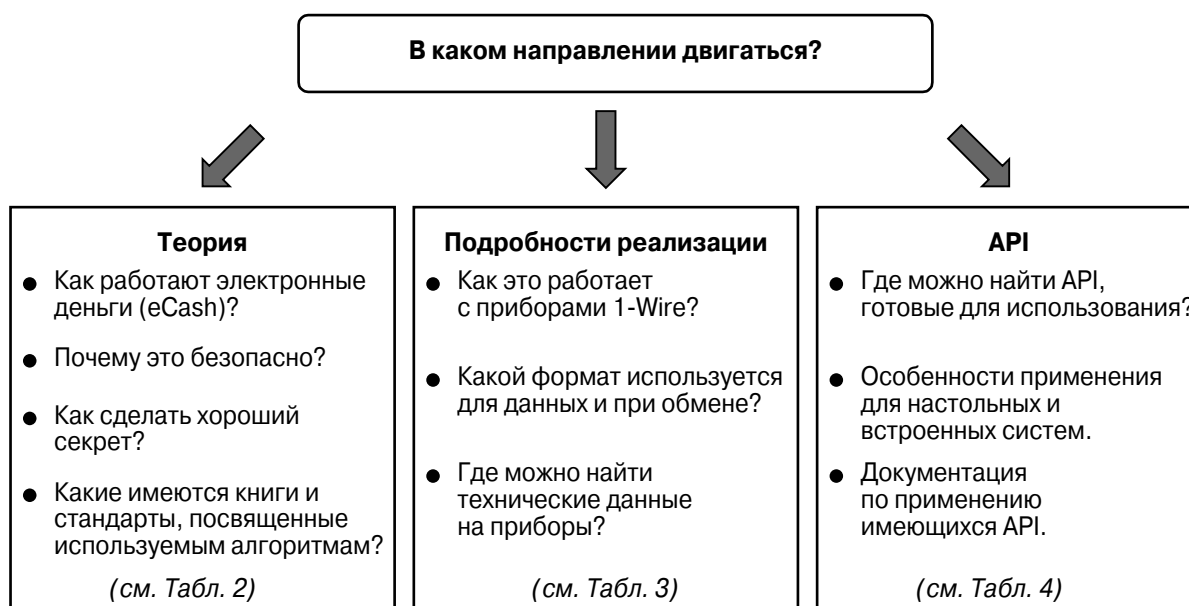 В каком направлении двигаться?
Теория
● Как работают электронные
деньги (eCash)?
● Почему это безопасно?
● Как сделать хороший
секрет?
● Какие имеются книги и
стандарты, посвященные
используемым алгоритмам?
(см. Табл. 2)
Подробности реализации
● Как это работает
с приборами 1-Wire?
● Какой формат используется
для данных и при обмене?
● Где можно найти
технические данные
на приборы?
(см. Табл. 3)
API
● Где можно найти API,
готовые для использования?
● Особенности применения
для настольных и
встроенных систем.
● Документация
по применению
имеющихся API.
(см. Табл. 4)